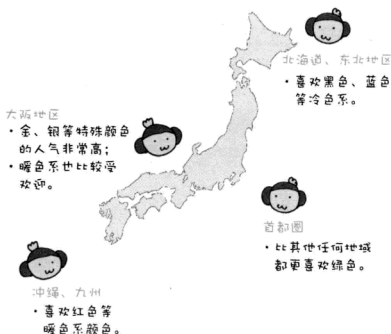 北海道、东北地区
・喜欢黑色、蓝色
等冷色系。
大阪地区
・金、银等特殊颜色
的人气非常高；
・暖色系也比较受
欢迎。
首都圈
・比其他任何地域
都更喜欢绿色。
冲绳、九州
・喜欢红色等
暖色系颜色。